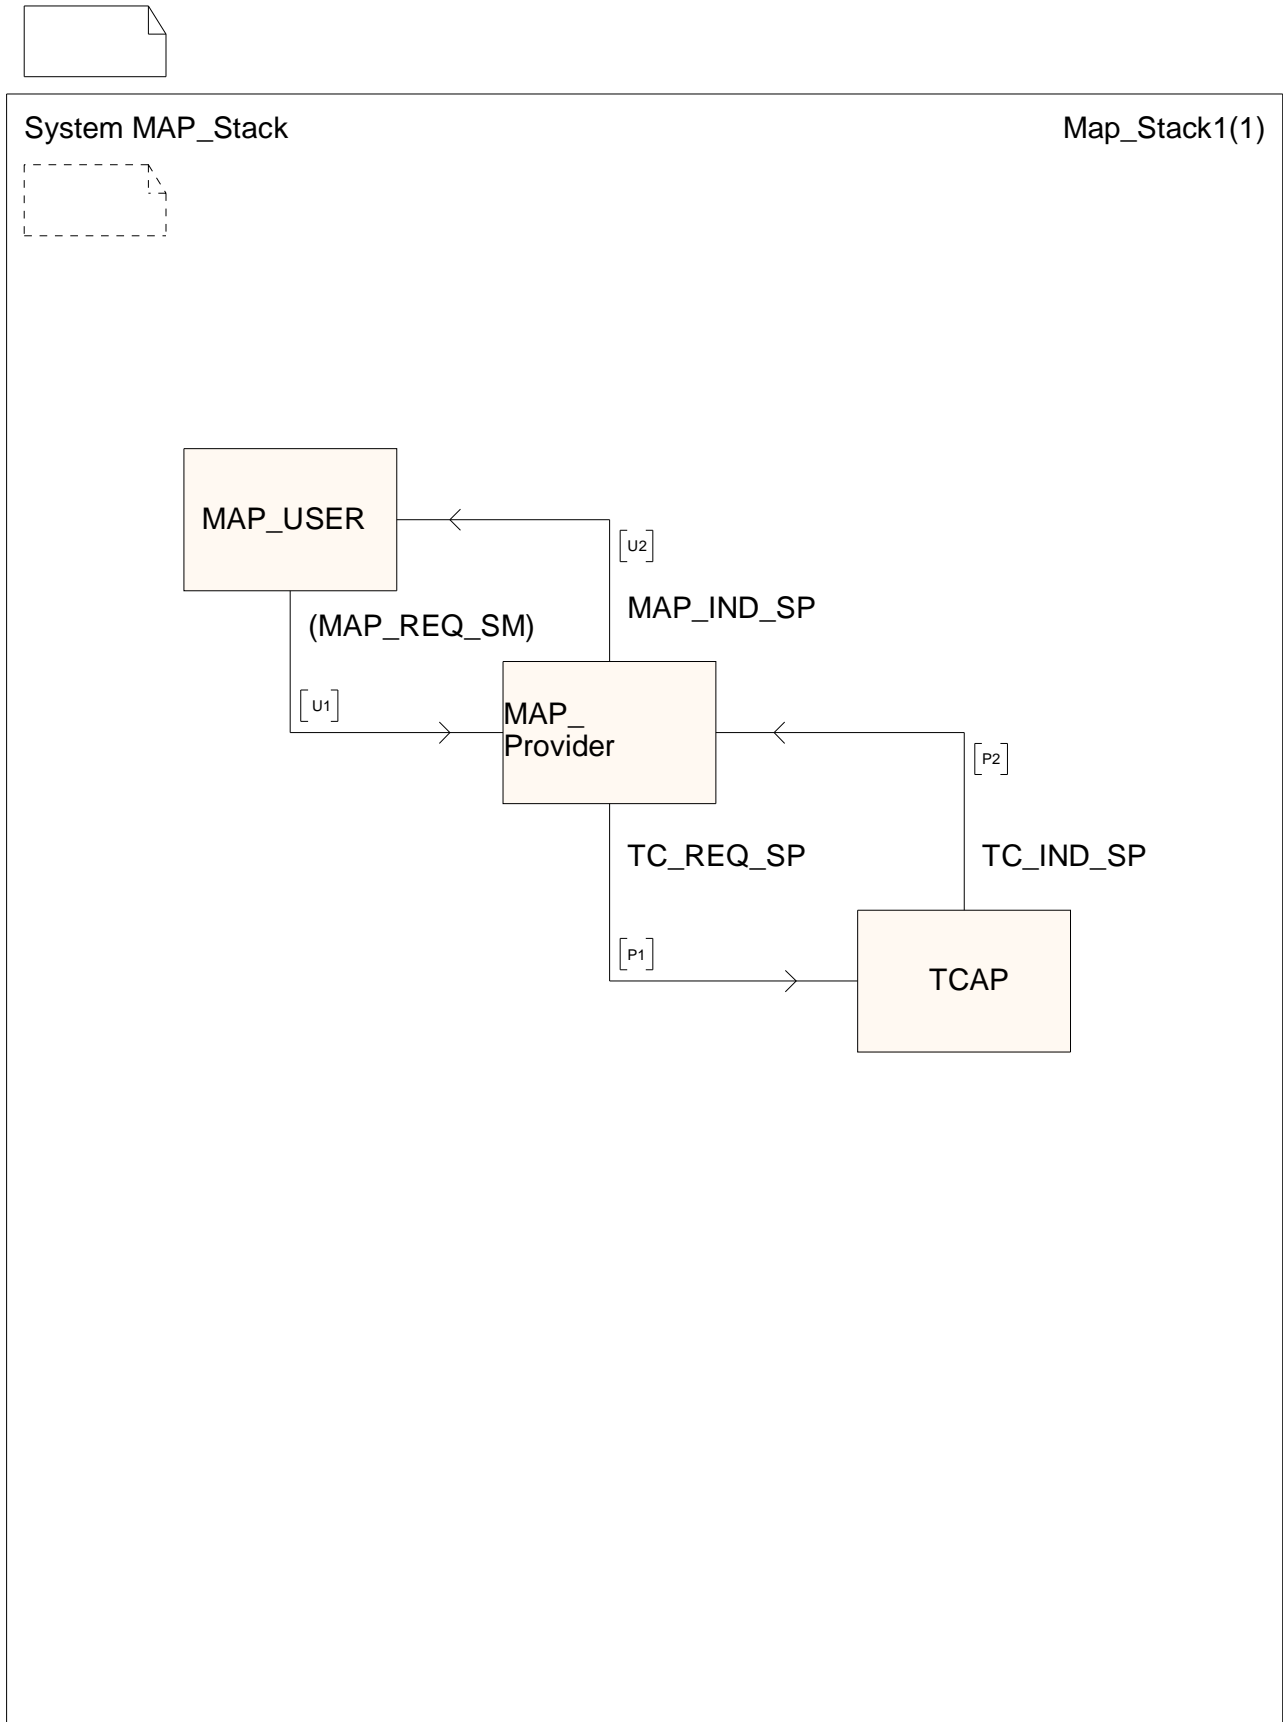 System MAP_Stack
Map_Stack1(1)
MAP_USER
[U2]
MAP_IND_SP
(MAP_REQ_SM)
[U1]
MAP_
Provider
[P2]
TC_REQ_SP
TC_IND_SP
[P1]
TCAP